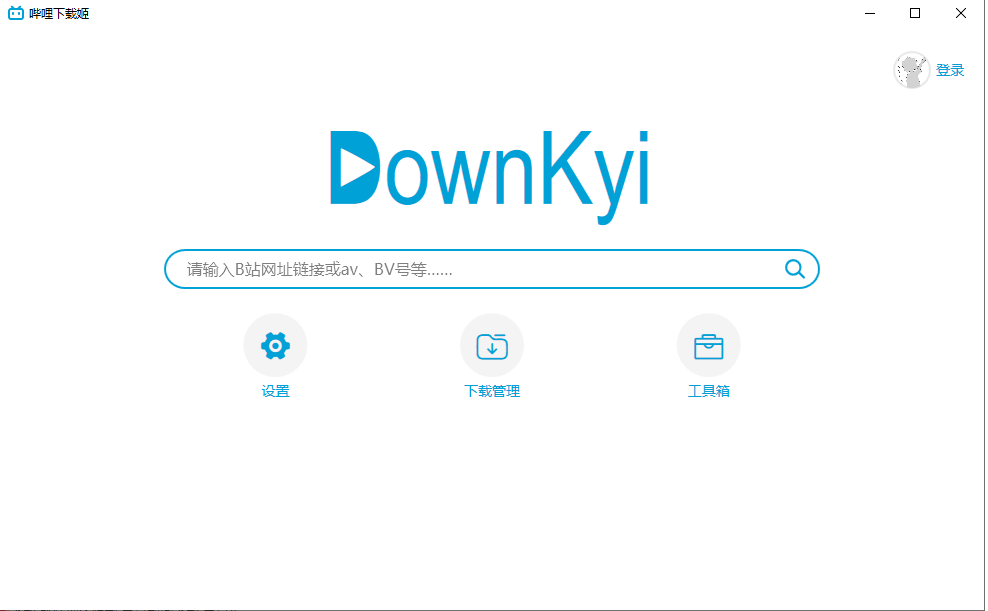 哔哩下载姬
登录
DownKyi
请输入B站网址链接或av、BV号等......
设置
下载管理
工具箱